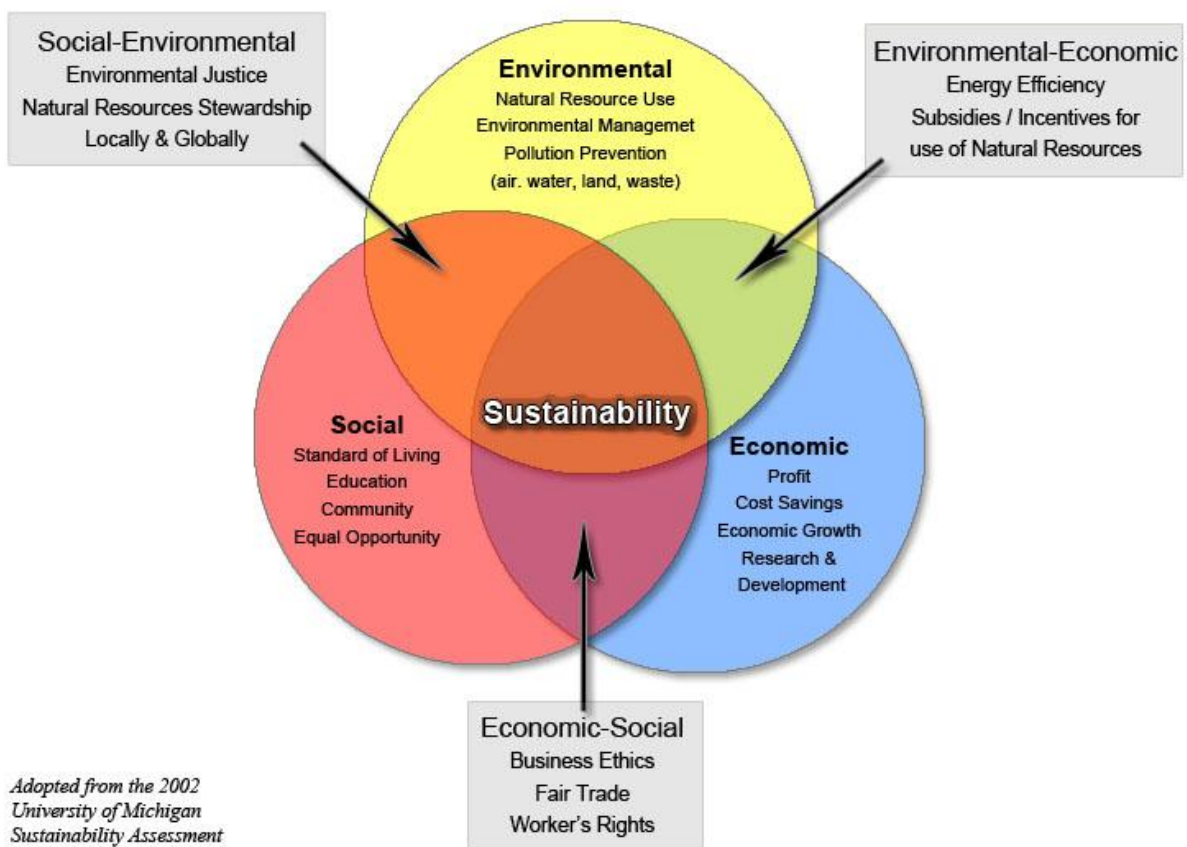 Social-Environmental
Environmental Justice
Natural Resources Stewardship
Locally & Globally
Environmental
Natural Resource Use
Environmental Managemet
Pollution Prevention
(air. water, land, waste)
Environmental-Economic
Energy Efficiency
Subsidies / Incentives for
use of Natural Resources
Sustainability
Social
Standard of Living
Education
Community
Equal Opportunity
Economic
Profit
Cost Savings
Economic Growth
Research &
Development
Economic-Social
Business Ethics
Fair Trade
Worker's Rights
Adopted from the 2002
University of Michigan
Sustainability Assessment